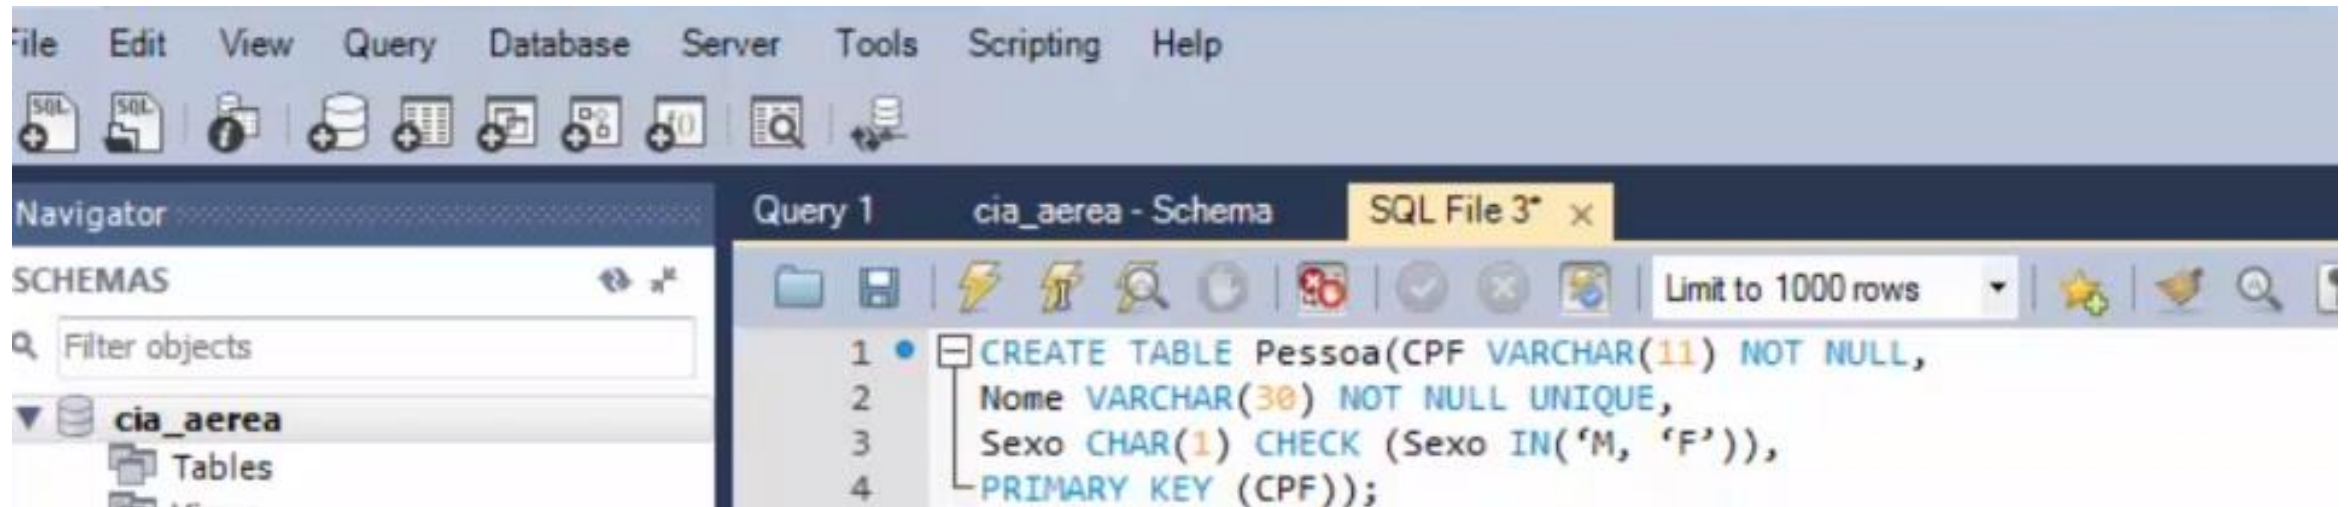 File Edit View Query Database Server Tools Scripting Help
SQL SQL
Navigator
Query 1 cia_aerea - Schema SQL File 3* ×
SCHEMAS
Limit to 1000 rows
Filter objects
1 CREATE TABLE Pessoa(CPF VARCHAR(11) NOT NULL,
2 Nome VARCHAR(30) NOT NULL UNIQUE,
3 Sexo CHAR(1) CHECK (Sexo IN(‘M, ‘F’)),
4 PRIMARY KEY (CPF));
cia_aerea
Tables